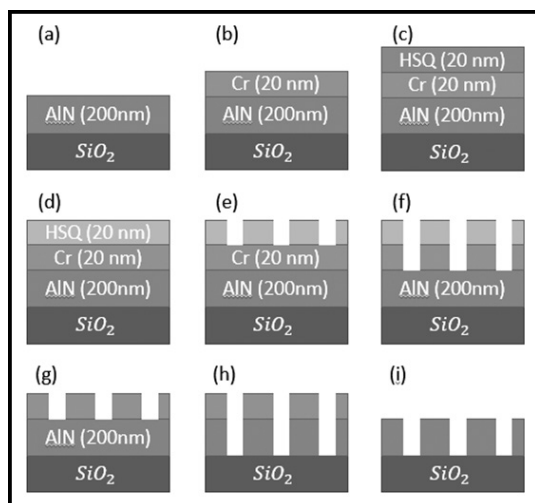 (a)
AlN (200nm)
SiO₂
(b)
Cr (20 nm)
AlN (200nm)
SiO₂
(c)
HSQ (20 nm)
Cr (20 nm)
AlN (200nm)
SiO₂
(d)
HSQ (20 nm)
Cr (20 nm)
AlN (200nm)
SiO₂
(e)
Cr (20 nm)
AlN (200nm)
SiO₂
(f)
AlN (200nm)
SiO₂
(g)
AlN (200nm)
SiO₂
(h)
SiO₂
(i)
SiO₂